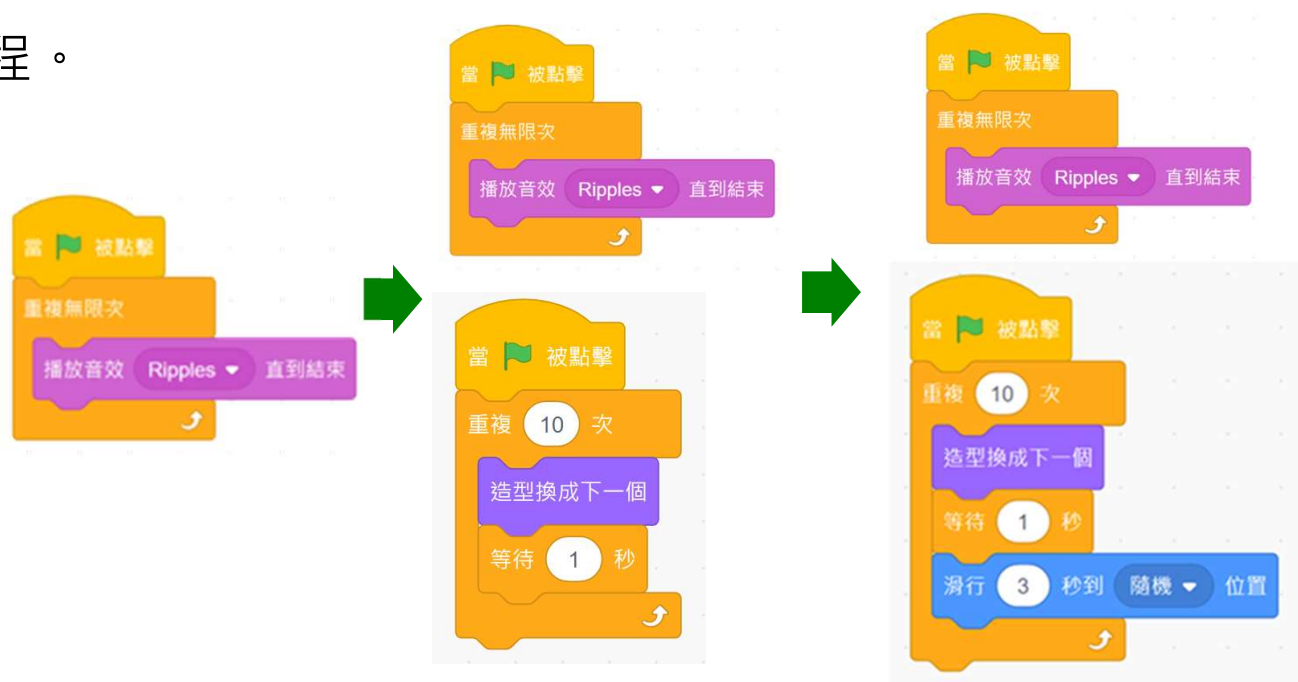 程。
當 被點擊
重複無限次
播放音效 Ripples 直到結束
當 被點擊
重複無限次
播放音效 Ripples 直到結束
當 被點擊
重複 10 次
造型換成下一個
等待 1 秒
當 被點擊
重複無限次
播放音效 Ripples 直到結束
當 被點擊
重複 10 次
造型換成下一個
等待 1 秒
滑行 3 秒到 隨機 位置